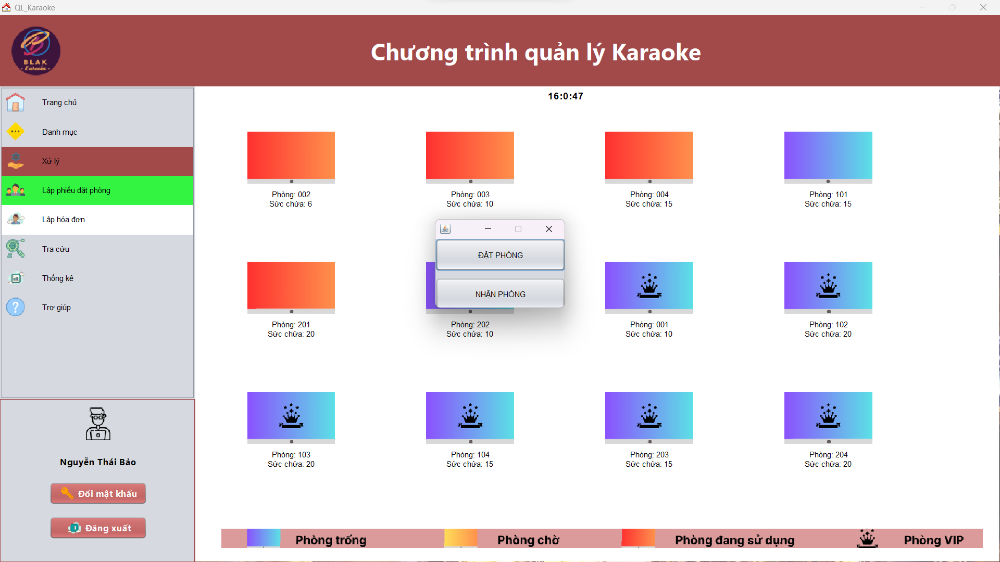 QL_Karaoke
BLAK
Karaoke
Chương trình quản lý Karaoke
16:0:47
Trang chủ
Danh mục
Xử lý
Lập phiếu đặt phòng
Lập hóa đơn
Tra cứu
Thống kê
Trợ giúp
Phòng: 002
Sức chứa: 6
Phòng: 003
Sức chứa: 10
Phòng: 004
Sức chứa: 15
Phòng: 101
Sức chứa: 15
ĐẶT PHÒNG
NHẬN PHÒNG
Phòng: 201
Sức chứa: 20
Phòng: 202
Sức chứa: 10
Phòng: 001
Sức chứa: 10
Phòng: 102
Sức chứa: 20
Phòng: 103
Sức chứa: 20
Phòng: 104
Sức chứa: 15
Phòng: 203
Sức chứa: 15
Phòng: 204
Sức chứa: 20
Nguyễn Thái Bảo
Đổi mật khẩu
Đăng xuất
Phòng trống
Phòng chờ
Phòng đang sử dụng
Phòng VIP